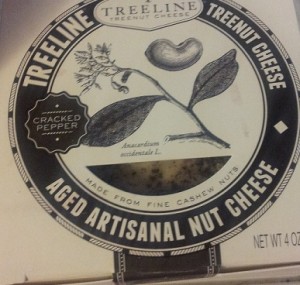 TREELINE
TREENUT CHEESE
TREELINE
TREENUT CHEESE
CRACKED
PEPPER
Anacardium
occidentale L.
MADE FROM FINE CASHEW NUTS
AGED ARTISANAL NUT CHEESE
NET WT 4 OZ